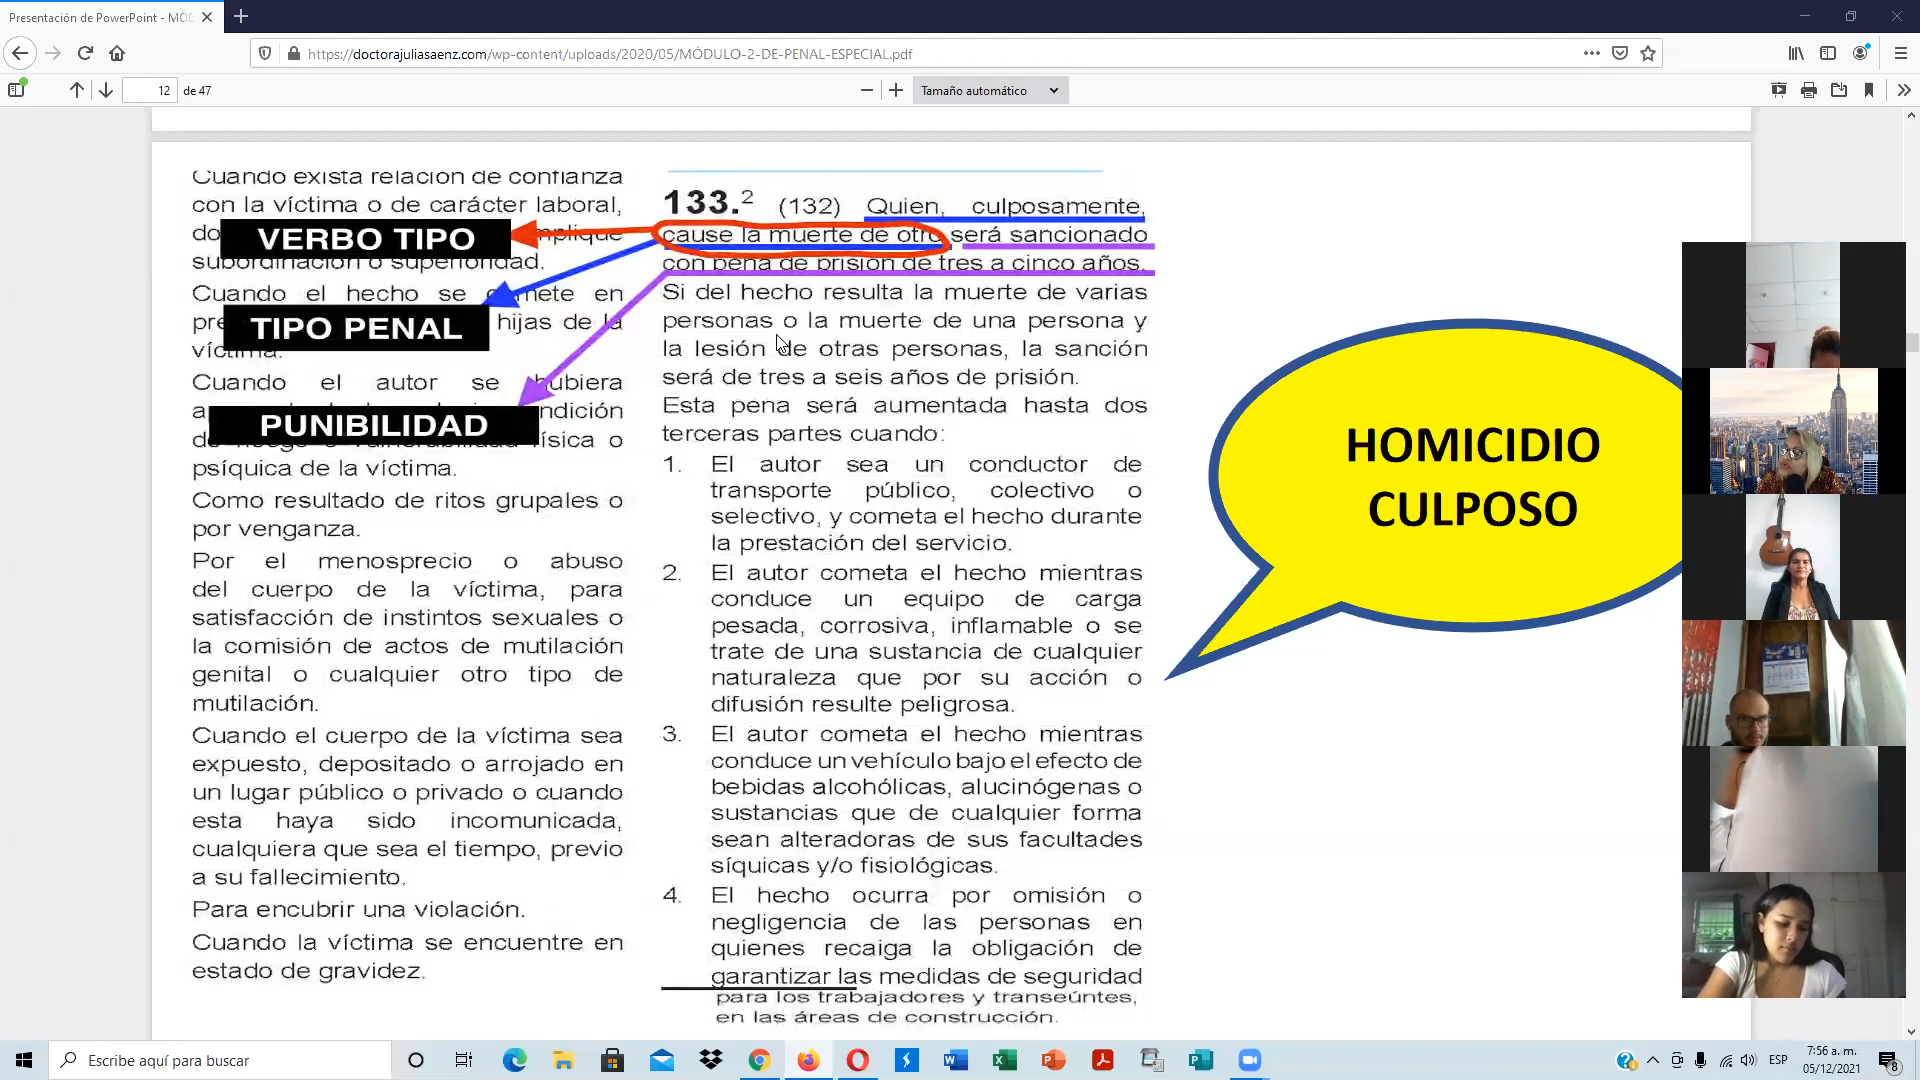 Presentación de PowerPoint - MÓD
https://doctorajuliasaenz.com/wp-content/uploads/2020/05/MÓDULO-2-DE-PENAL-ESPECIAL.pdf
12 de 47
Tamaño automático
Cuando exista relación de confianza
con la víctima o de carácter laboral,
subordinación o superioridad.
Cuando el hecho se comete en
hijas de la
víctima.
Cuando el autor se hubiera
ndición
física o
psíquica de la víctima.
Como resultado de ritos grupales o
por venganza.
Por el menosprecio o abuso
del cuerpo de la víctima, para
satisfacción de instintos sexuales o
la comisión de actos de mutilación
genital o cualquier otro tipo de
mutilación.
Cuando el cuerpo de la víctima sea
expuesto, depositado o arrojado en
un lugar público o privado o cuando
esta haya sido incomunicada,
cualquiera que sea el tiempo, previo
a su fallecimiento.
Para encubrir una violación.
Cuando la víctima se encuentre en
estado de gravidez.
VERBO TIPO
TIPO PENAL
PUNIBILIDAD
133.2 (132) Quien, culposamente,
cause la muerte de otro será sancionado
con pena de prisión de tres a cinco años.
Si del hecho resulta la muerte de varias
personas o la muerte de una persona y
la lesión de otras personas, la sanción
será de tres a seis años de prisión.
Esta pena será aumentada hasta dos
terceras partes cuando:
1. El autor sea un conductor de
transporte público, colectivo o
selectivo, y cometa el hecho durante
la prestación del servicio.
2. El autor cometa el hecho mientras
conduce un equipo de carga
pesada, corrosiva, inflamable o se
trate de una sustancia de cualquier
naturaleza que por su acción o
difusión resulte peligrosa.
3. El autor cometa el hecho mientras
conduce un vehículo bajo el efecto de
bebidas alcohólicas, alucinógenas o
sustancias que de cualquier forma
sean alteradoras de sus facultades
síquicas y/o fisiológicas.
4. El hecho ocurra por omisión o
negligencia de las personas en
quienes recaiga la obligación de
garantizar las medidas de seguridad
para los trabajadores y transeúntes,
en las áreas de construcción.
HOMICIDIO
CULPOSO
Escribe aquí para buscar
ESP
7:56 a. m.
05/12/2021
8